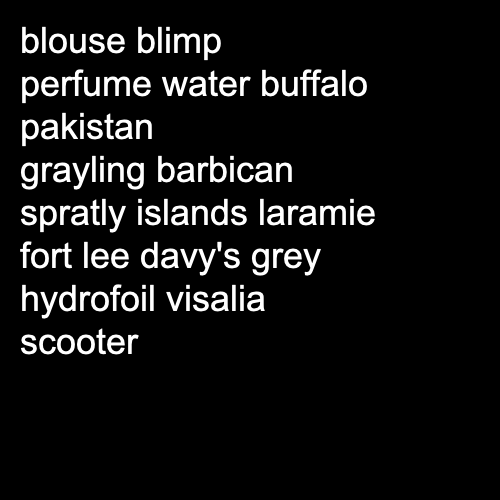 blouse blimp
perfume water buffalo
pakistan
grayling barbican
spratly islands laramie
fort lee davy's grey
hydrofoil visalia
scooter